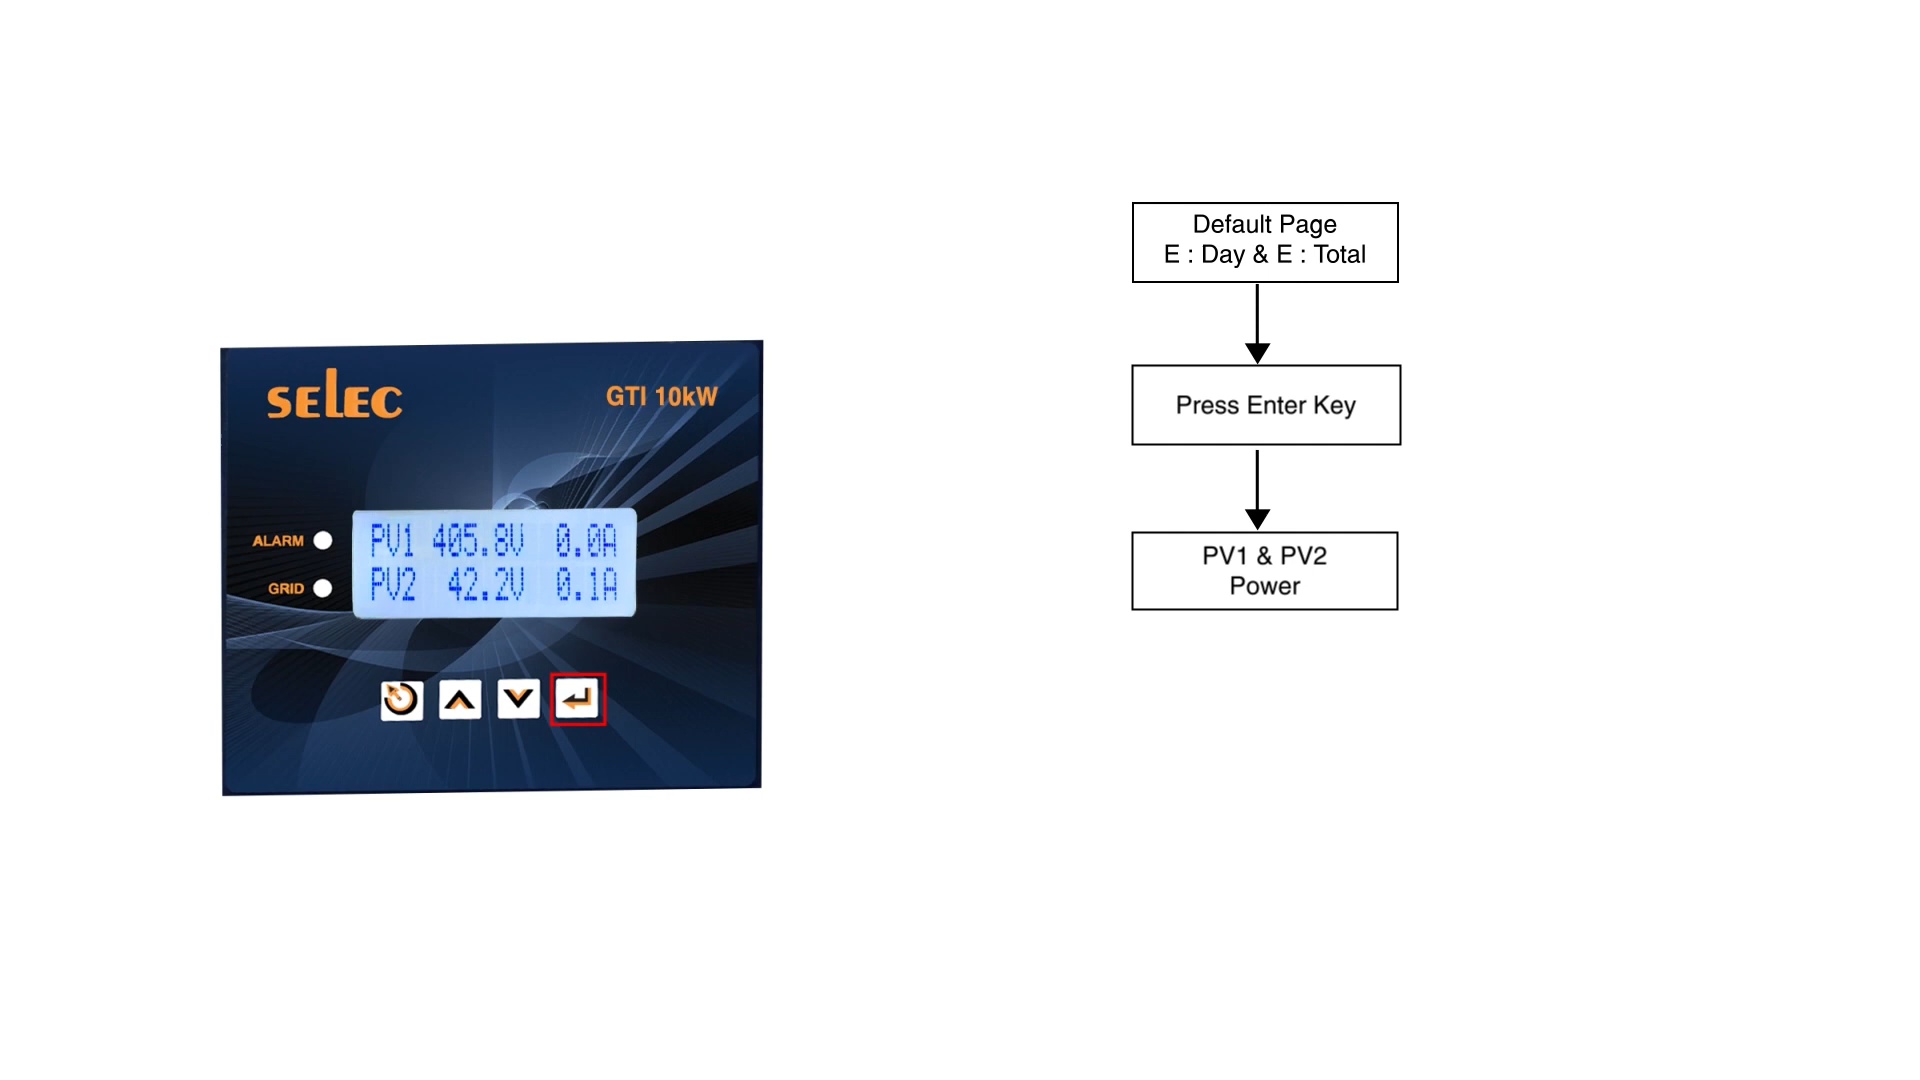 SELEC
GTI 10kW
ALARM
PV1 405.8V 0.0A
GRID
PV2 42.2V 0.1A
Default Page
E : Day & E : Total
Press Enter Key
PV1 & PV2
Power